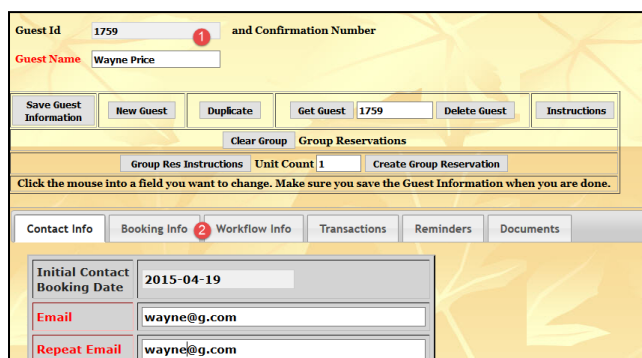 Guest Id 1759 1 and Confirmation Number
Guest Name Wayne Price
Save Guest Information New Guest Duplicate Get Guest 1759 Delete Guest Instructions
Clear Group Group Reservations
Group Res Instructions Unit Count 1 Create Group Reservation
Click the mouse into a field you want to change. Make sure you save the Guest Information when you are done.
Contact Info Booking Info 2 Workflow Info Transactions Reminders Documents
Initial Contact
Booking Date 2015-04-19
Email wayne@g.com
Repeat Email wayne@g.com